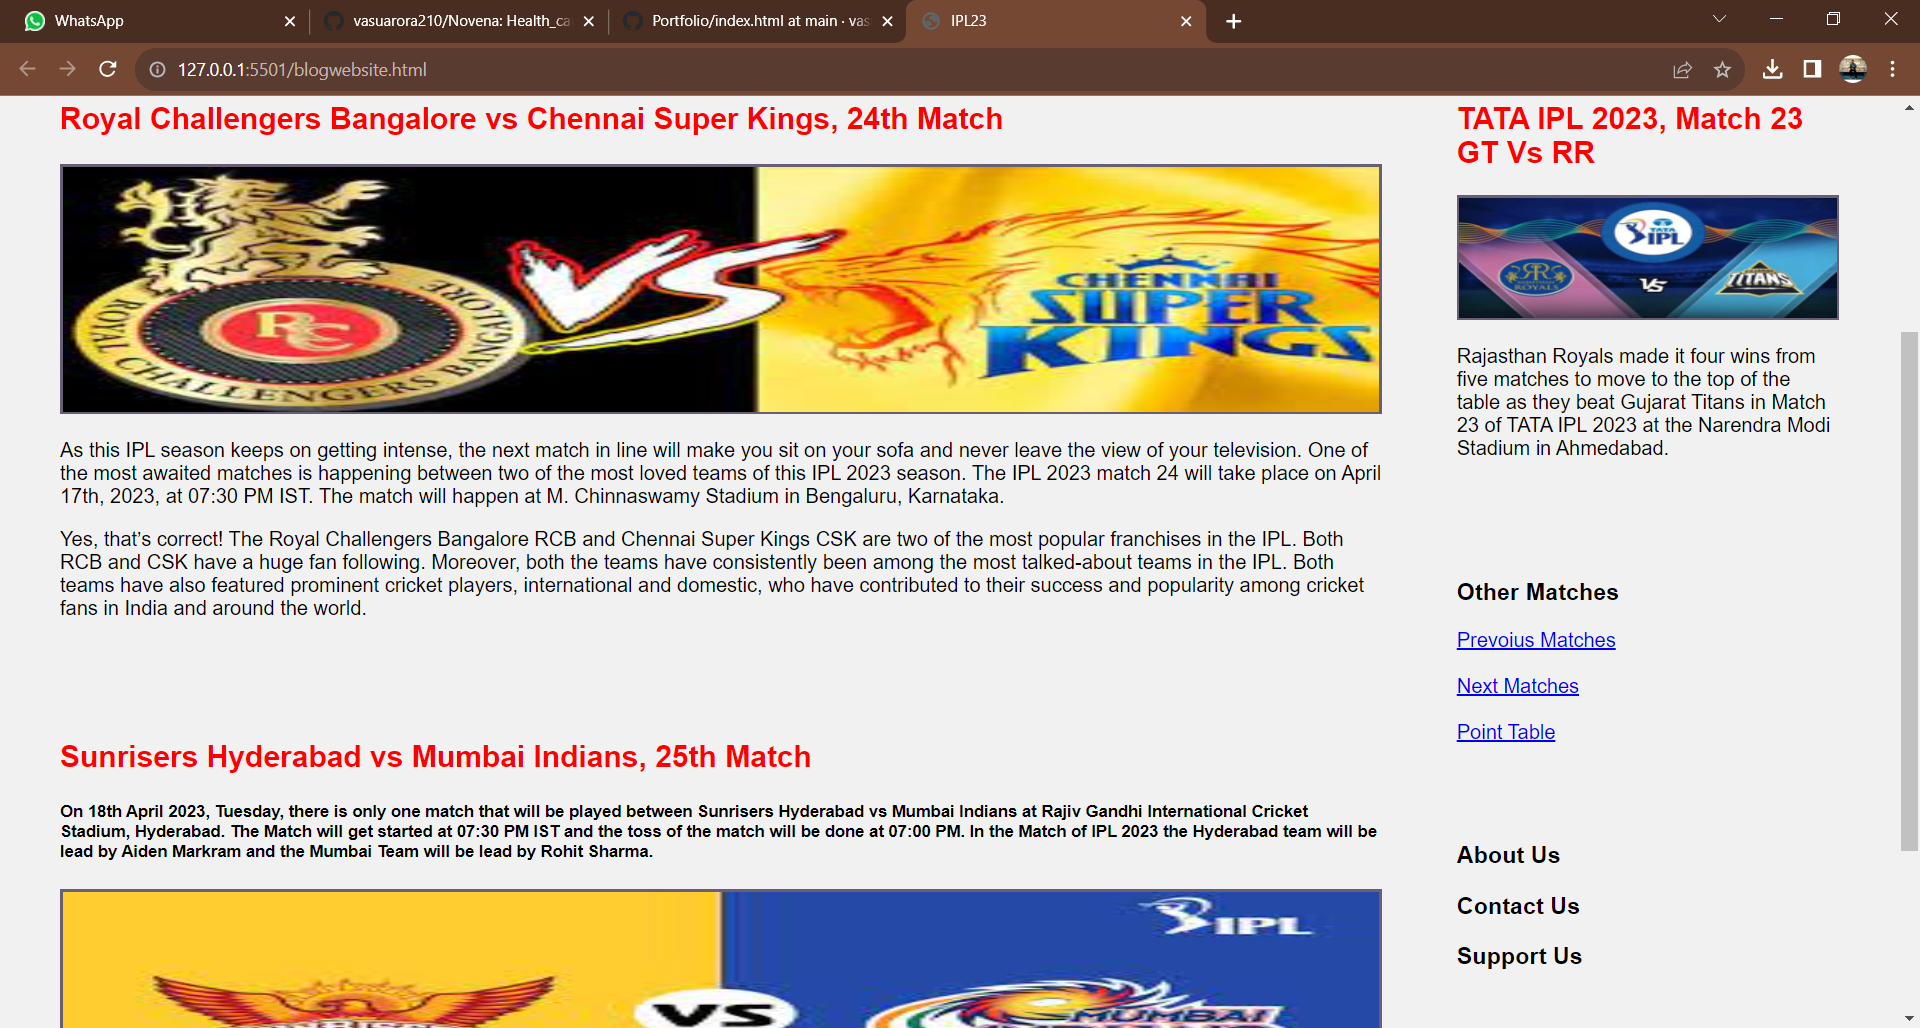 WhatsApp
vasuarora210/Novena: Health_ca
Portfolio/index.html at main · vas
IPL23
127.0.0.1:5501/blogwebsite.html
Royal Challengers Bangalore vs Chennai Super Kings, 24th Match
ROYAL CHALLENGERS BANGALORE
RC
VS
CHENNAI
SUPER
KINGS
As this IPL season keeps on getting intense, the next match in line will make you sit on your sofa and never leave the view of your television. One of
the most awaited matches is happening between two of the most loved teams of this IPL 2023 season. The IPL 2023 match 24 will take place on April
17th, 2023, at 07:30 PM IST. The match will happen at M. Chinnaswamy Stadium in Bengaluru, Karnataka.
Yes, that’s correct! The Royal Challengers Bangalore RCB and Chennai Super Kings CSK are two of the most popular franchises in the IPL. Both
RCB and CSK have a huge fan following. Moreover, both the teams have consistently been among the most talked-about teams in the IPL. Both
teams have also featured prominent cricket players, international and domestic, who have contributed to their success and popularity among cricket
fans in India and around the world.
Sunrisers Hyderabad vs Mumbai Indians, 25th Match
On 18th April 2023, Tuesday, there is only one match that will be played between Sunrisers Hyderabad vs Mumbai Indians at Rajiv Gandhi International Cricket
Stadium, Hyderabad. The Match will get started at 07:30 PM IST and the toss of the match will be done at 07:00 PM. In the Match of IPL 2023 the Hyderabad team will be
lead by Aiden Markram and the Mumbai Team will be lead by Rohit Sharma.
IPL
VS
MUMBAI
TATA IPL 2023, Match 23
GT Vs RR
TATA
IPL
RR
ROYALS
VS
TITANS
Rajasthan Royals made it four wins from
five matches to move to the top of the
table as they beat Gujarat Titans in Match
23 of TATA IPL 2023 at the Narendra Modi
Stadium in Ahmedabad.
Other Matches
Prevoius Matches
Next Matches
Point Table
About Us
Contact Us
Support Us